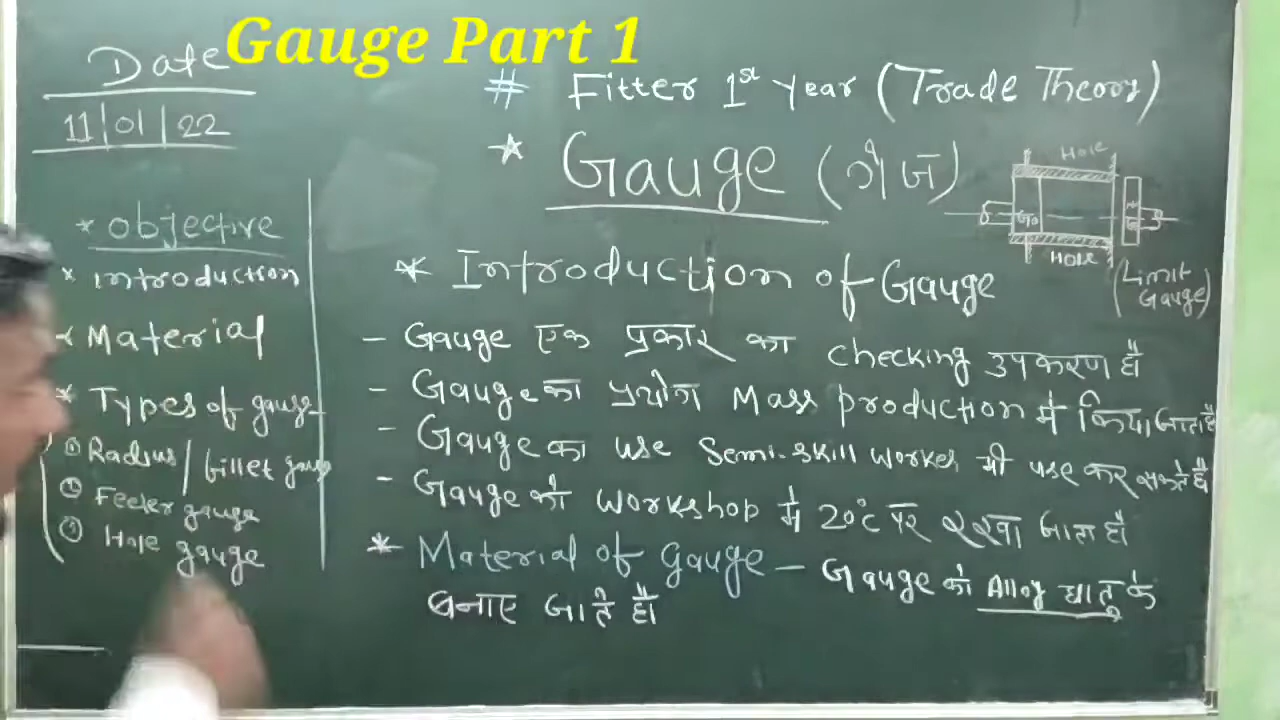 Gauge Part 1
Date
11/01/22
# Fitter 1st Year (Trade Theory)
* Gauge (गेज)
* objective
* introduction
* Material
* Types of gauge
① Radius / fillet gauge
② Feeler gauge
③ Hole gauge
Hole
Go
HOLE
(Limit
Gauge)
* Introduction of Gauge
- Gauge एक प्रकार का checking उपकरण है।
- Gauge का प्रयोग Mass production में किया जाता है
- Gauge का use Semi-skill worker भी use कर सकते है।
- Gauge को workshop में 20°C पर रखा जाता है।
* Material of Gauge - Gauge को Alloy धातु के
बनाए जाते है।